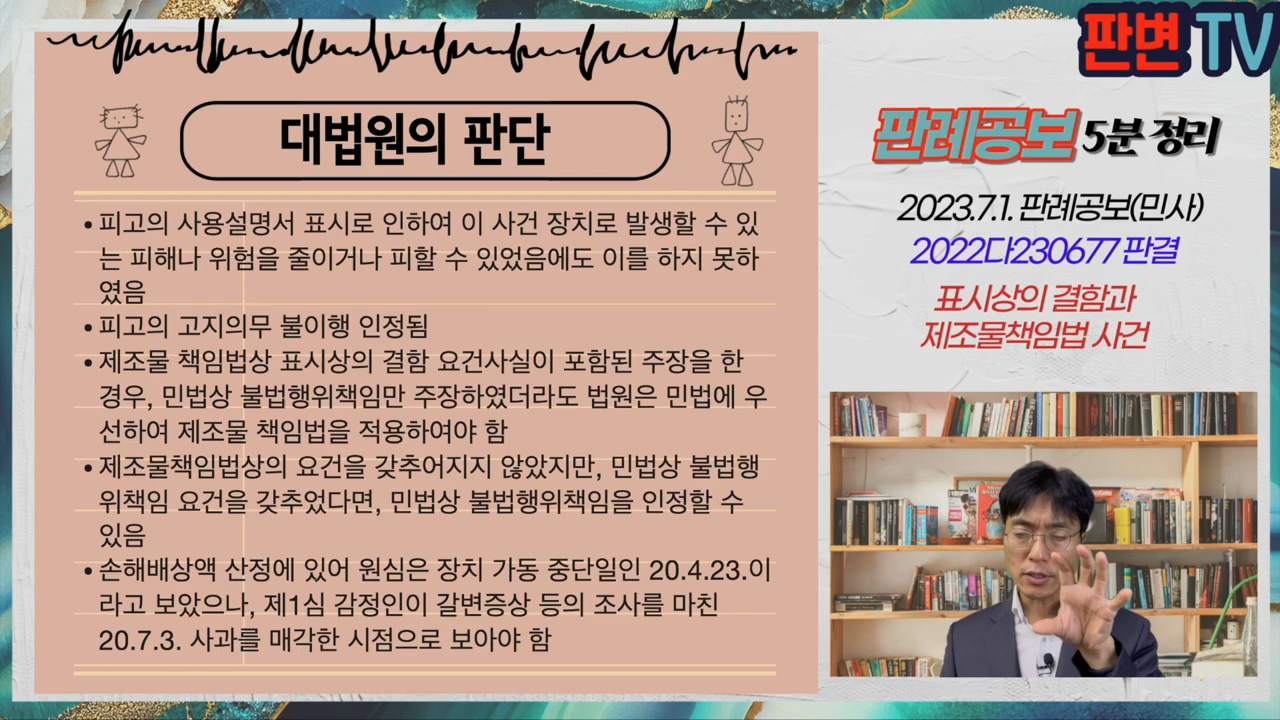 판변 TV
대법원의 판단
• 피고의 사용설명서 표시로 인하여 이 사건 장치로 발생할 수 있
는 피해나 위험을 줄이거나 피할 수 있었음에도 이를 하지 못하
였음
• 피고의 고지의무 불이행 인정됨
• 제조물 책임법상 표시상의 결함 요건사실이 포함된 주장을 한
경우, 민법상 불법행위책임만 주장하였더라도 법원은 민법에 우
선하여 제조물 책임법을 적용하여야 함
• 제조물책임법상의 요건을 갖추어지지 않았지만, 민법상 불법행
위책임 요건을 갖추었다면, 민법상 불법행위책임을 인정할 수
있음
• 손해배상액 산정에 있어 원심은 장치 가동 중단일인 20.4.23.이
라고 보았으나, 제1심 감정인이 갈변증상 등의 조사를 마친
20.7.3. 사과를 매각한 시점으로 보아야 함
판례공보 5분 정리
2023.7.1. 판례공보(민사)
2022다230677 판결
표시상의 결함과
제조물책임법 사건